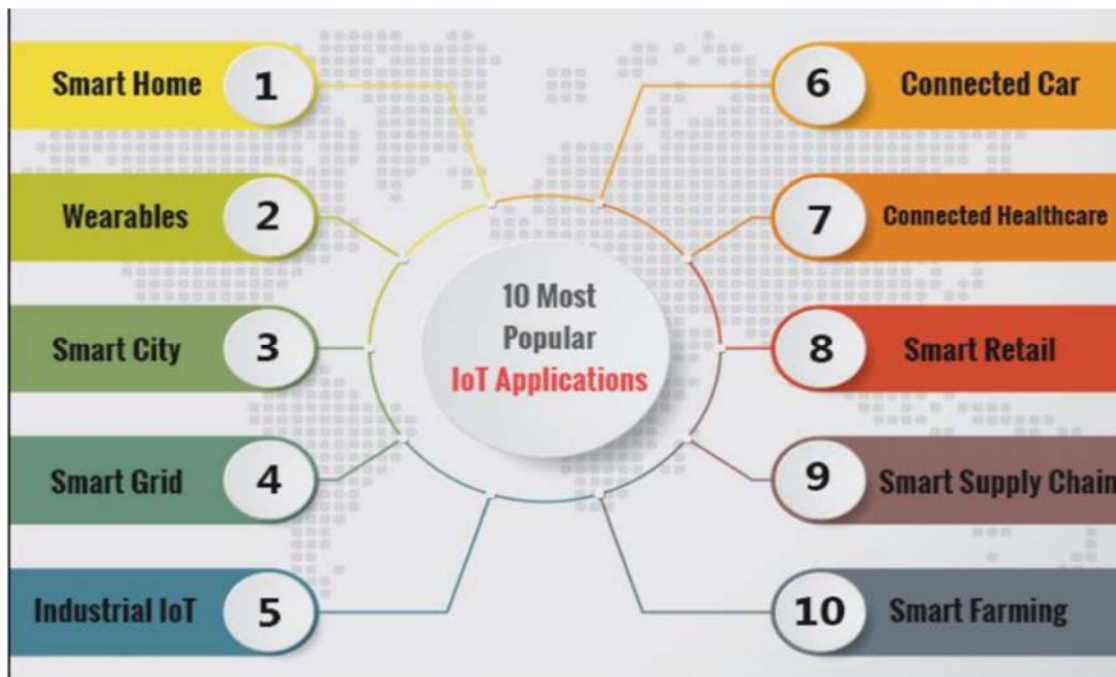 Smart Home 1
Wearables 2
Smart City 3
Smart Grid 4
Industrial IoT 5
10 Most
Popular
IoT Applications
6 Connected Car
7 Connected Healthcare
8 Smart Retail
9 Smart Supply Chain
10 Smart Farming